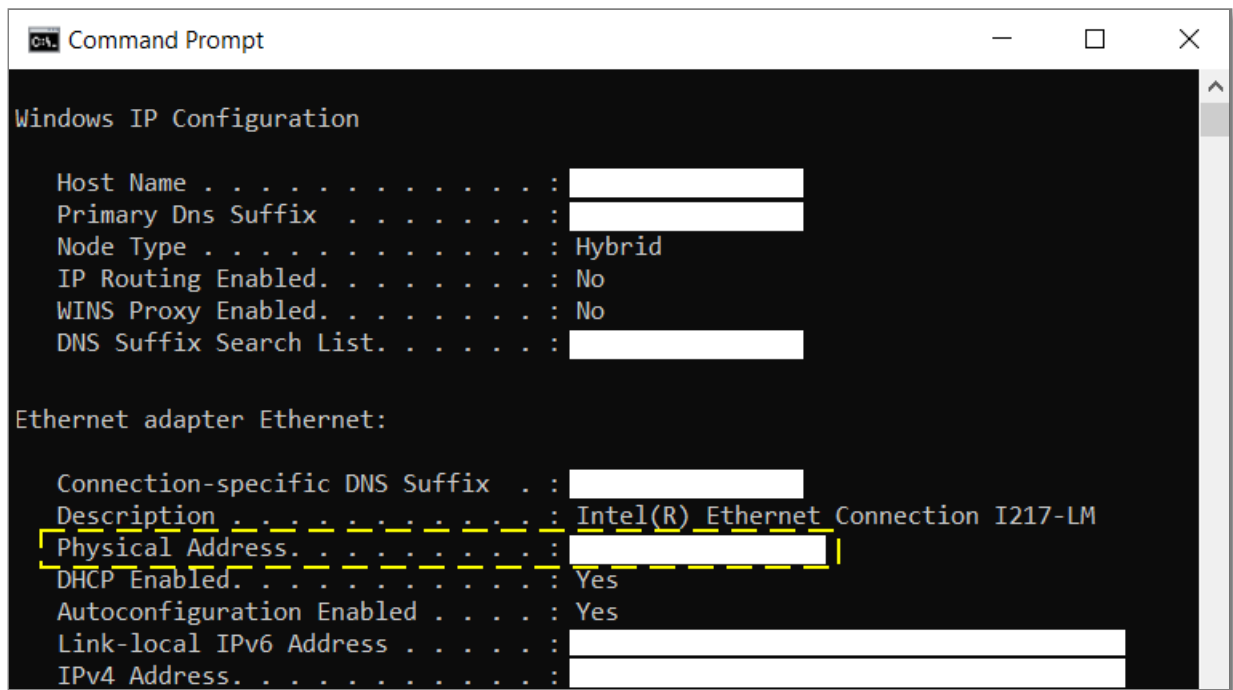 Command Prompt
Windows IP Configuration
Host Name . . . . . . . . . . . . :
Primary Dns Suffix  . . . . . . . :
Node Type . . . . . . . . . . . . : Hybrid
IP Routing Enabled. . . . . . . . : No
WINS Proxy Enabled. . . . . . . . : No
DNS Suffix Search List. . . . . . :
Ethernet adapter Ethernet:
Connection-specific DNS Suffix  . :
Description . . . . . . . . . . . : Intel(R) Ethernet Connection I217-LM
Physical Address. . . . . . . . . :
DHCP Enabled. . . . . . . . . . . : Yes
Autoconfiguration Enabled . . . . : Yes
Link-local IPv6 Address . . . . . :
IPv4 Address. . . . . . . . . . . :